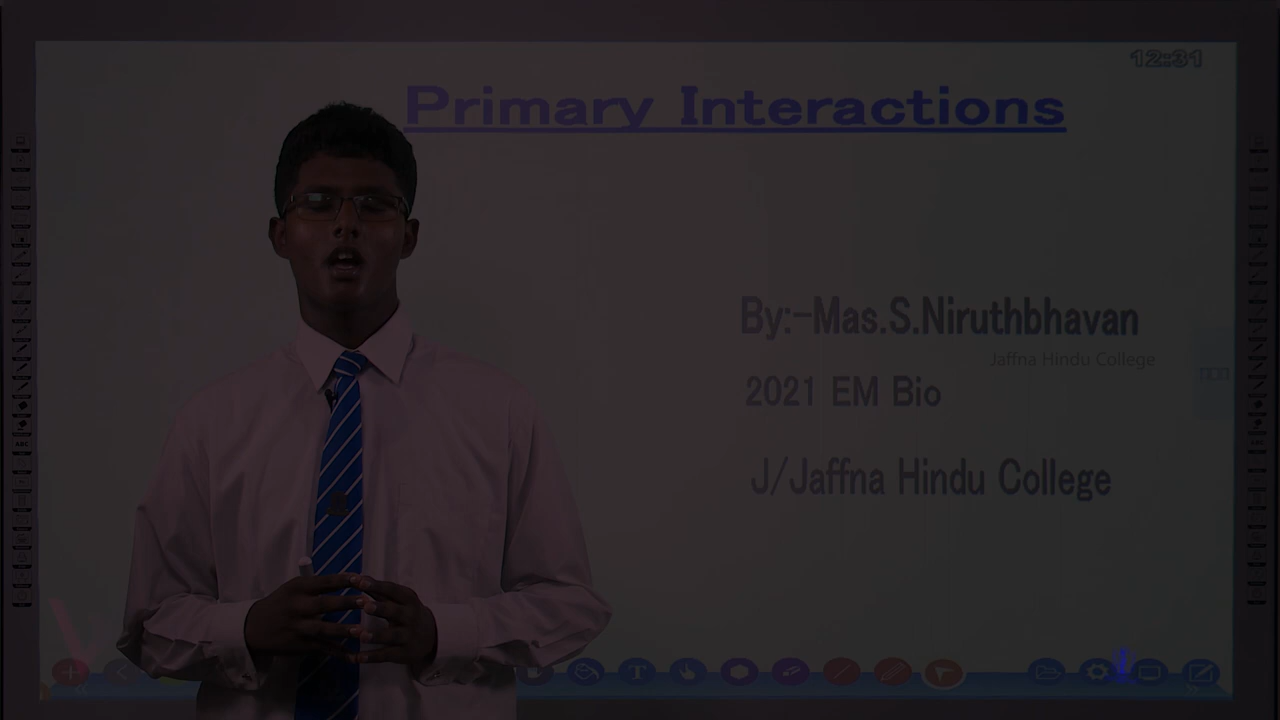 12:31
Primary Interactions
By:-Mas.S.Niruthbhavan
Jaffna Hindu College
2021 EM Bio
J/Jaffna Hindu College